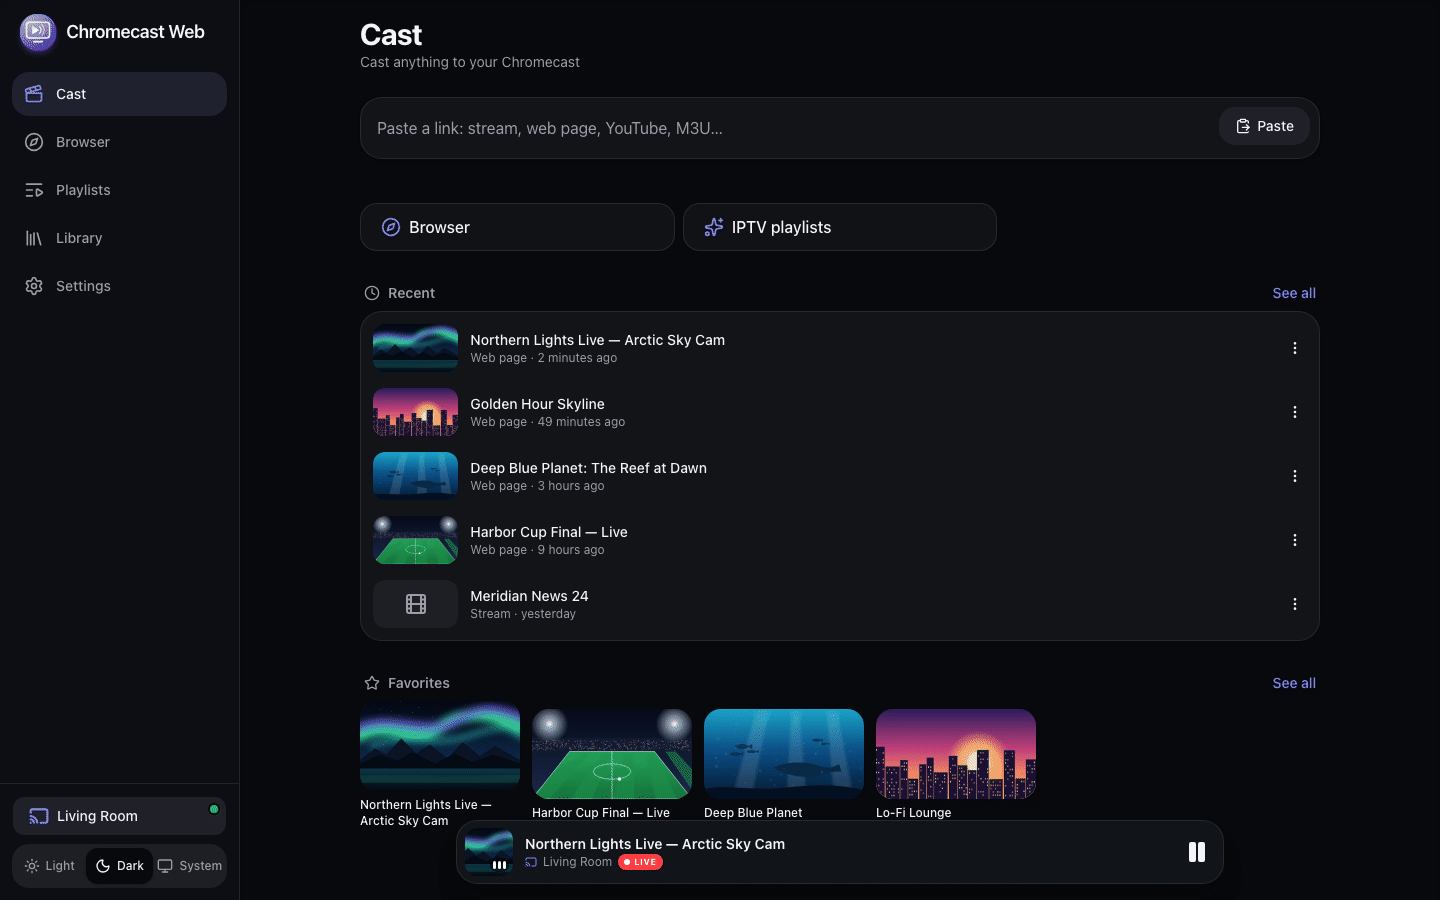 Chromecast Web
Cast
Browser
Playlists
Library
Settings
Living Room
Light
Dark
System
Cast
Cast anything to your Chromecast
Paste a link: stream, web page, YouTube, M3U...
Paste
Browser
IPTV playlists
Recent
See all
Northern Lights Live — Arctic Sky Cam
Web page · 2 minutes ago
Golden Hour Skyline
Web page · 49 minutes ago
Deep Blue Planet: The Reef at Dawn
Web page · 3 hours ago
Harbor Cup Final — Live
Web page · 9 hours ago
Meridian News 24
Stream · yesterday
Favorites
See all
Northern Lights Live —
Arctic Sky Cam
Harbor Cup Final — Live
Deep Blue Planet
Lo-Fi Lounge
Northern Lights Live — Arctic Sky Cam
Living Room
LIVE